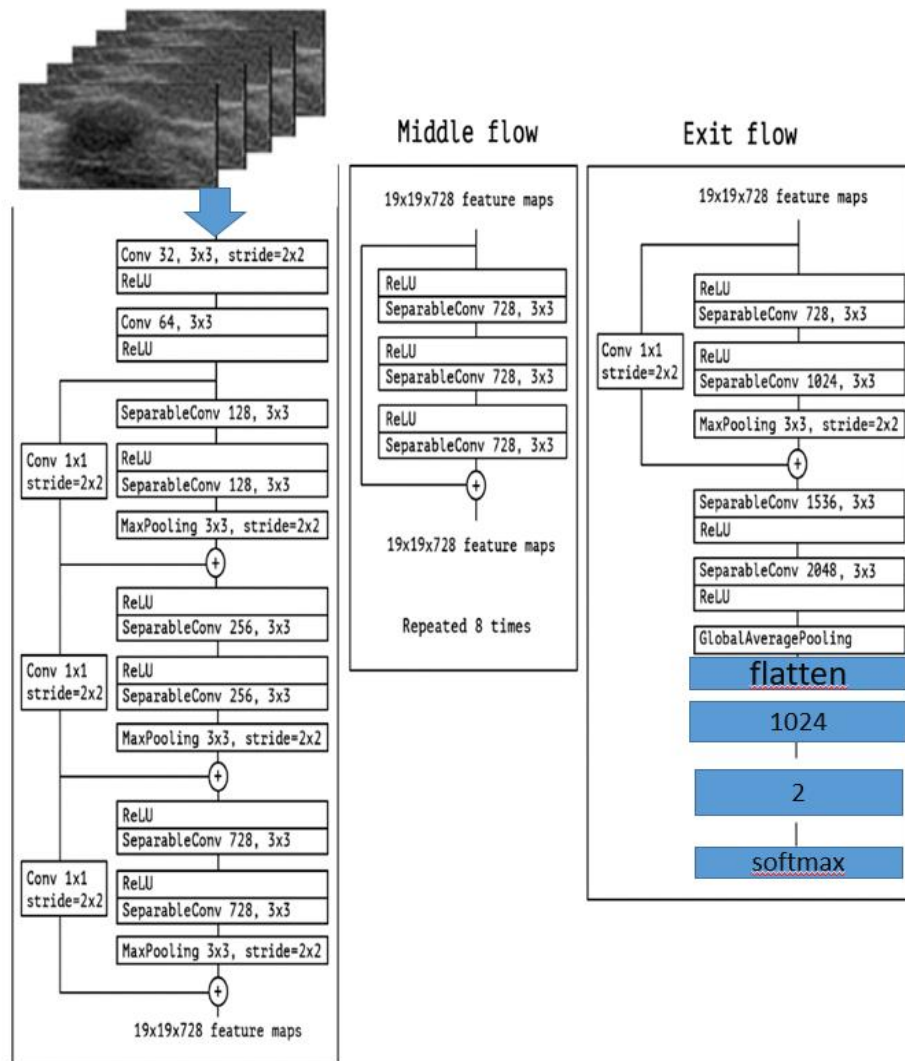 Conv 32, 3x3, stride=2x2
ReLU
Conv 64, 3x3
ReLU
SeparableConv 128, 3x3
Conv 1x1
stride=2x2
ReLU
SeparableConv 128, 3x3
MaxPooling 3x3, stride=2x2
+
ReLU
SeparableConv 256, 3x3
Conv 1x1
stride=2x2
ReLU
SeparableConv 256, 3x3
MaxPooling 3x3, stride=2x2
+
ReLU
SeparableConv 728, 3x3
Conv 1x1
stride=2x2
ReLU
SeparableConv 728, 3x3
MaxPooling 3x3, stride=2x2
+
19x19x728 feature maps
Middle flow
19x19x728 feature maps
ReLU
SeparableConv 728, 3x3
ReLU
SeparableConv 728, 3x3
ReLU
SeparableConv 728, 3x3
+
19x19x728 feature maps
Repeated 8 times
Exit flow
19x19x728 feature maps
ReLU
SeparableConv 728, 3x3
Conv 1x1
stride=2x2
ReLU
SeparableConv 1024, 3x3
MaxPooling 3x3, stride=2x2
+
SeparableConv 1536, 3x3
ReLU
SeparableConv 2048, 3x3
ReLU
GlobalAveragePooling
flatten
1024
2
softmax